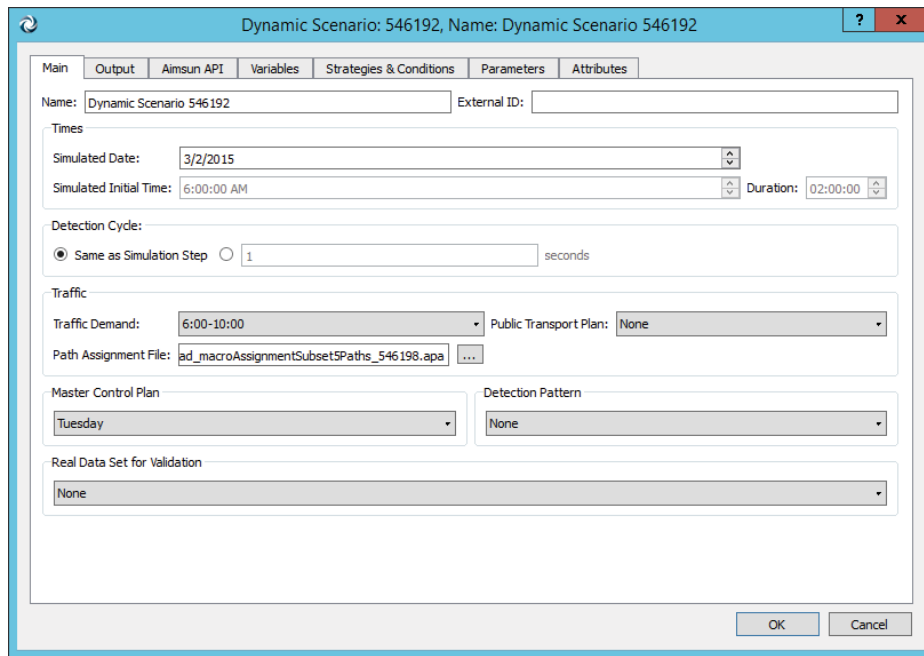 Dynamic Scenario: 546192, Name: Dynamic Scenario 546192 ? x
Main Output Aimsun API Variables Strategies & Conditions Parameters Attributes
Name: Dynamic Scenario 546192 External ID:
Times
Simulated Date: 3/2/2015
Simulated Initial Time: 6:00:00 AM Duration: 02:00:00
Detection Cycle:
Same as Simulation Step 1 seconds
Traffic
Traffic Demand: 6:00-10:00 Public Transport Plan: None
Path Assignment File: ad_macroAssignmentSubset5Paths_546198.apa ...
Master Control Plan Detection Pattern
Tuesday None
Real Data Set for Validation
None
OK Cancel